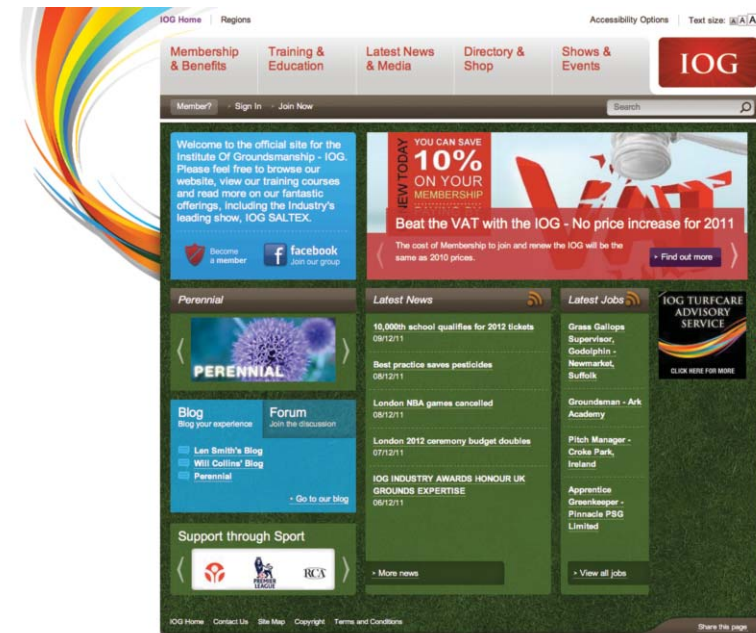 IOG Home
Regions
Accessibility Options
Text size: A A A
Membership
& Benefits
Training &
Education
Latest News
& Media
Directory &
Shop
Shows &
Events
IOG
Member?
Sign In
Join Now
Search
Welcome to the official site for the
Institute Of Groundsmanship - IOG.
Please feel free to browse our
website, view our training courses
and read more on our fantastic
offerings, including the Industry's
leading show, IOG SALTEX.
Become
a member
facebook
Join our group
NEW TODAY
YOU CAN SAVE
10%
ON YOUR
MEMBERSHIP
VAT
Beat the VAT with the IOG - No price increase for 2011
The cost of Membership to join and renew the IOG will be the
same as 2010 prices.
Find out more
Perennial
PERENNIAL
Blog
Blog your experience
Forum
Join the discussion
Len Smith's Blog
Will Collins' Blog
Perennial
Go to our blog
Support through Sport
PREMIER
LEAGUE
RCA
Latest News
10,000th school qualifies for 2012 tickets
09/12/11
Best practice saves pesticides
08/12/11
London NBA games cancelled
08/12/11
London 2012 ceremony budget doubles
07/12/11
IOG INDUSTRY AWARDS HONOUR UK
GROUNDS EXPERTISE
06/12/11
More news
Latest Jobs
Grass Gallops
Supervisor,
Godolphin -
Newmarket,
Suffolk
Groundsman - Ark
Academy
Pitch Manager -
Croke Park,
Ireland
Apprentice
Greenkeeper -
Pinnacle PSG
Limited
View all jobs
IOG TURFCARE
ADVISORY
SERVICE
CLICK HERE FOR MORE
IOG Home
Contact Us
Site Map
Copyright
Terms and Conditions
Share this page